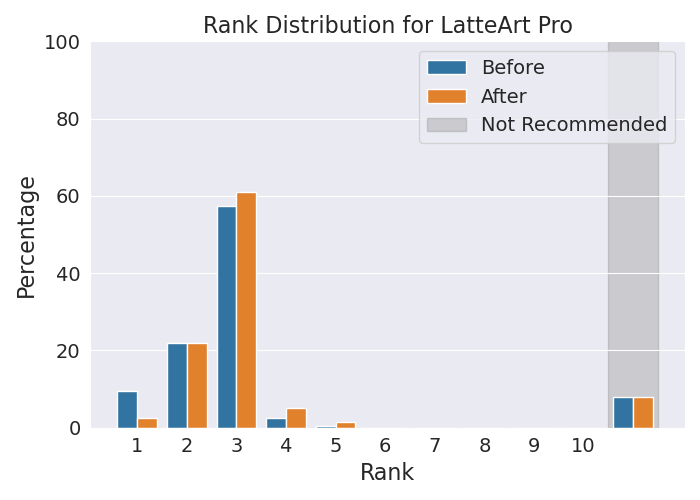 Rank Distribution for LatteArt Pro
100
80
60
40
20
0
Percentage
Before
After
Not Recommended
1 2 3 4 5 6 7 8 9 10
Rank